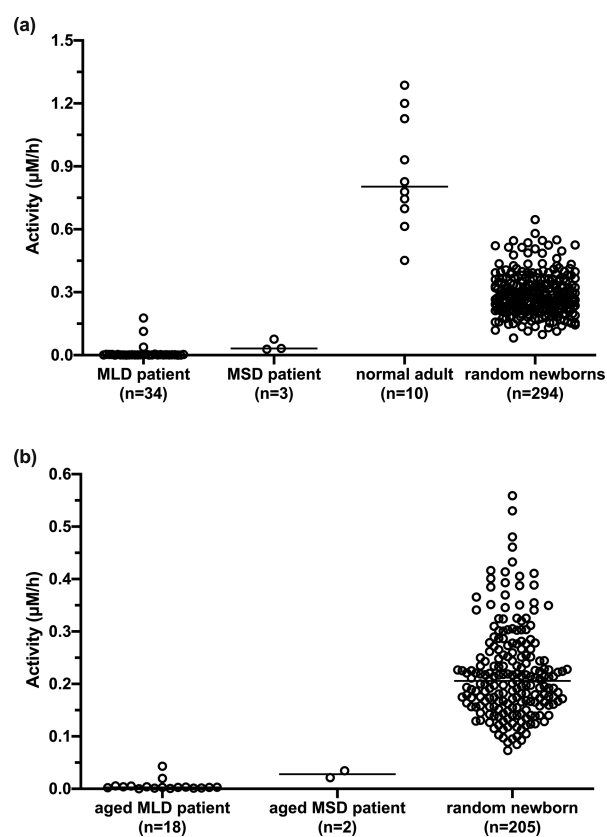 (a)
1.5
1.2
0.9
0.6
0.3
0.0
Activity (µM/h)
MLD patient MSD patient normal adult random newborns
(n=34) (n=3) (n=10) (n=294)
(b)
0.6
0.5
0.4
0.3
0.2
0.1
0.0
Activity (µM/h)
aged MLD patient aged MSD patient random newborn
(n=18) (n=2) (n=205)